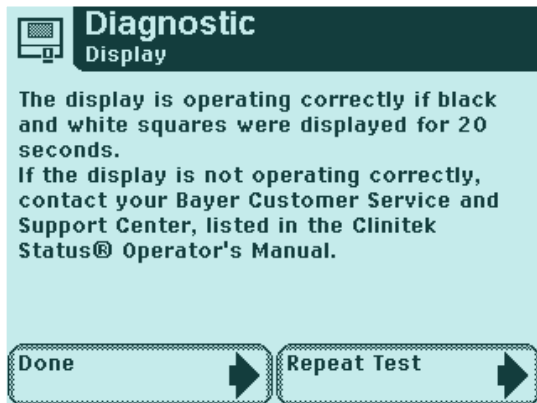 Diagnostic
Display
The display is operating correctly if black
and white squares were displayed for 20
seconds.
If the display is not operating correctly,
contact your Bayer Customer Service and
Support Center, listed in the Clinitek
Status® Operator's Manual.
Done
Repeat Test